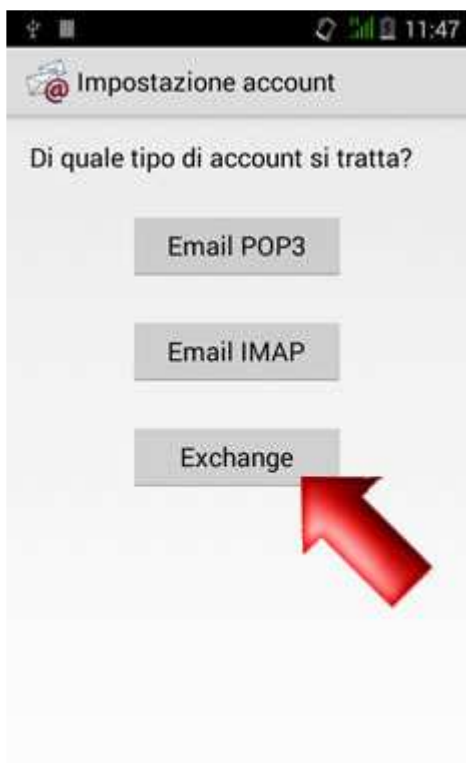 11:47
Impostazione account
Di quale tipo di account si tratta?
Email POP3
Email IMAP
Exchange